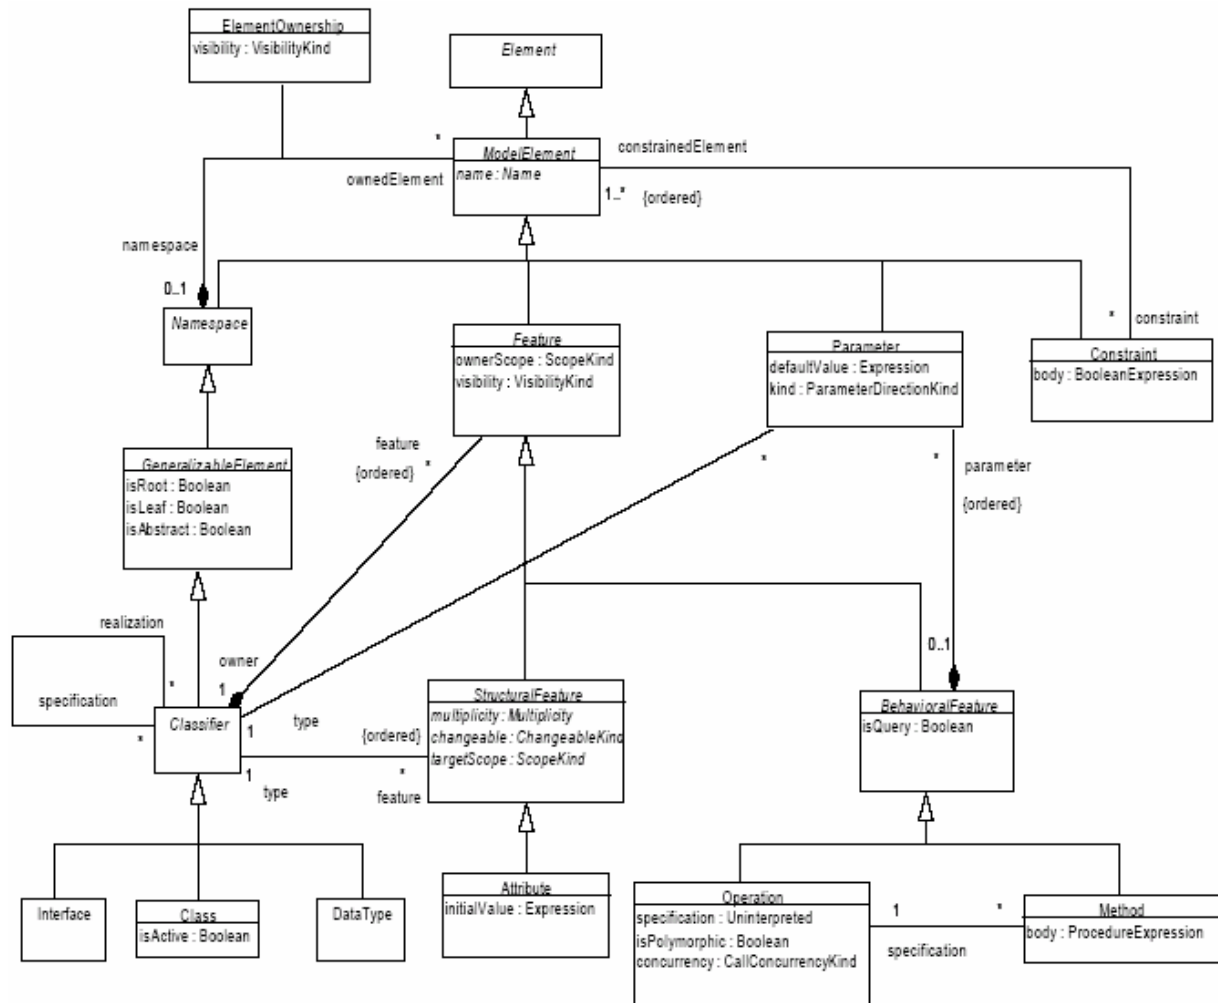 ElementOwnership
visibility : VisibilityKind
Element
*
ownedElement
ModelElement
name : Name
constrainedElement
1..*
{ordered}
namespace
0..1
Namespace
Feature
ownerScope : ScopeKind
visibility : VisibilityKind
Parameter
defaultValue : Expression
kind : ParameterDirectionKind
*
constraint
Constraint
body : BooleanExpression
GeneralizableElement
isRoot : Boolean
isLeaf : Boolean
isAbstract : Boolean
feature
{ordered}
*
*
*
parameter
{ordered}
realization
specification
*
*
owner
1
Classifier
1
type
1
type
{ordered}
*
feature
StructuralFeature
multiplicity : Multiplicity
changeable : ChangeableKind
targetScope : ScopeKind
0..1
BehavioralFeature
isQuery : Boolean
Interface
Class
isActive : Boolean
DataType
Attribute
initialValue : Expression
Operation
specification : Uninterpreted
isPolymorphic : Boolean
concurrency : CallConcurrencyKind
1
*
specification
Method
body : ProcedureExpression